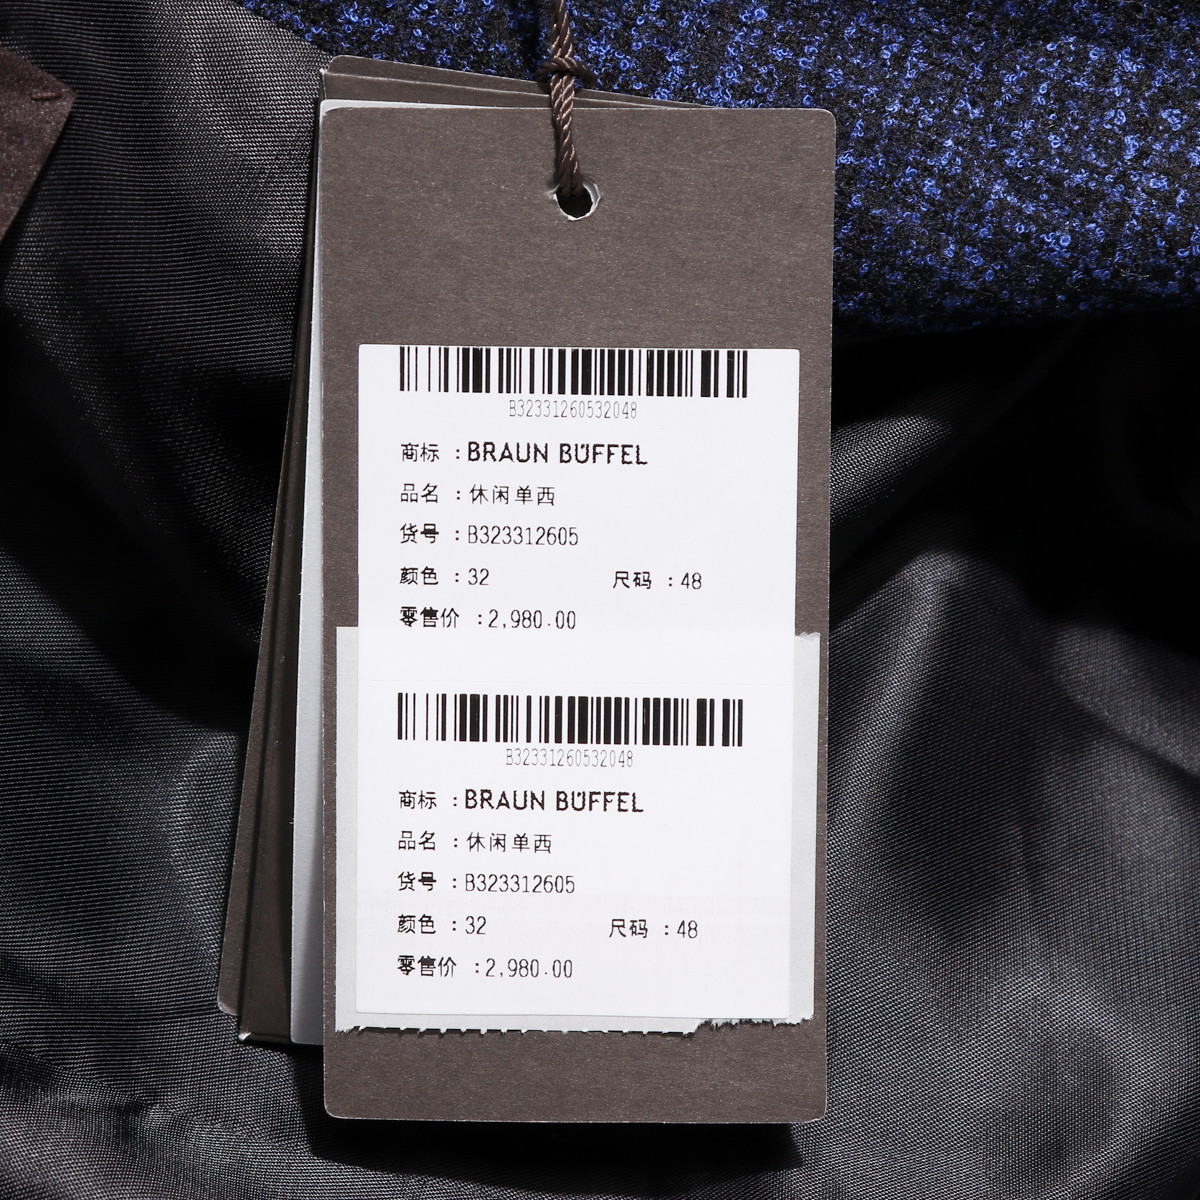 B32331260532048
商标 :BRAUN BÜFFEL
品名 :休闲单西
货号 :B323312605
颜色 :32 尺码 :48
零售价 :2,980.00
B32331260532048
商标 :BRAUN BÜFFEL
品名 :休闲单西
货号 :B323312605
颜色 :32 尺码 :48
零售价 :2,980.00